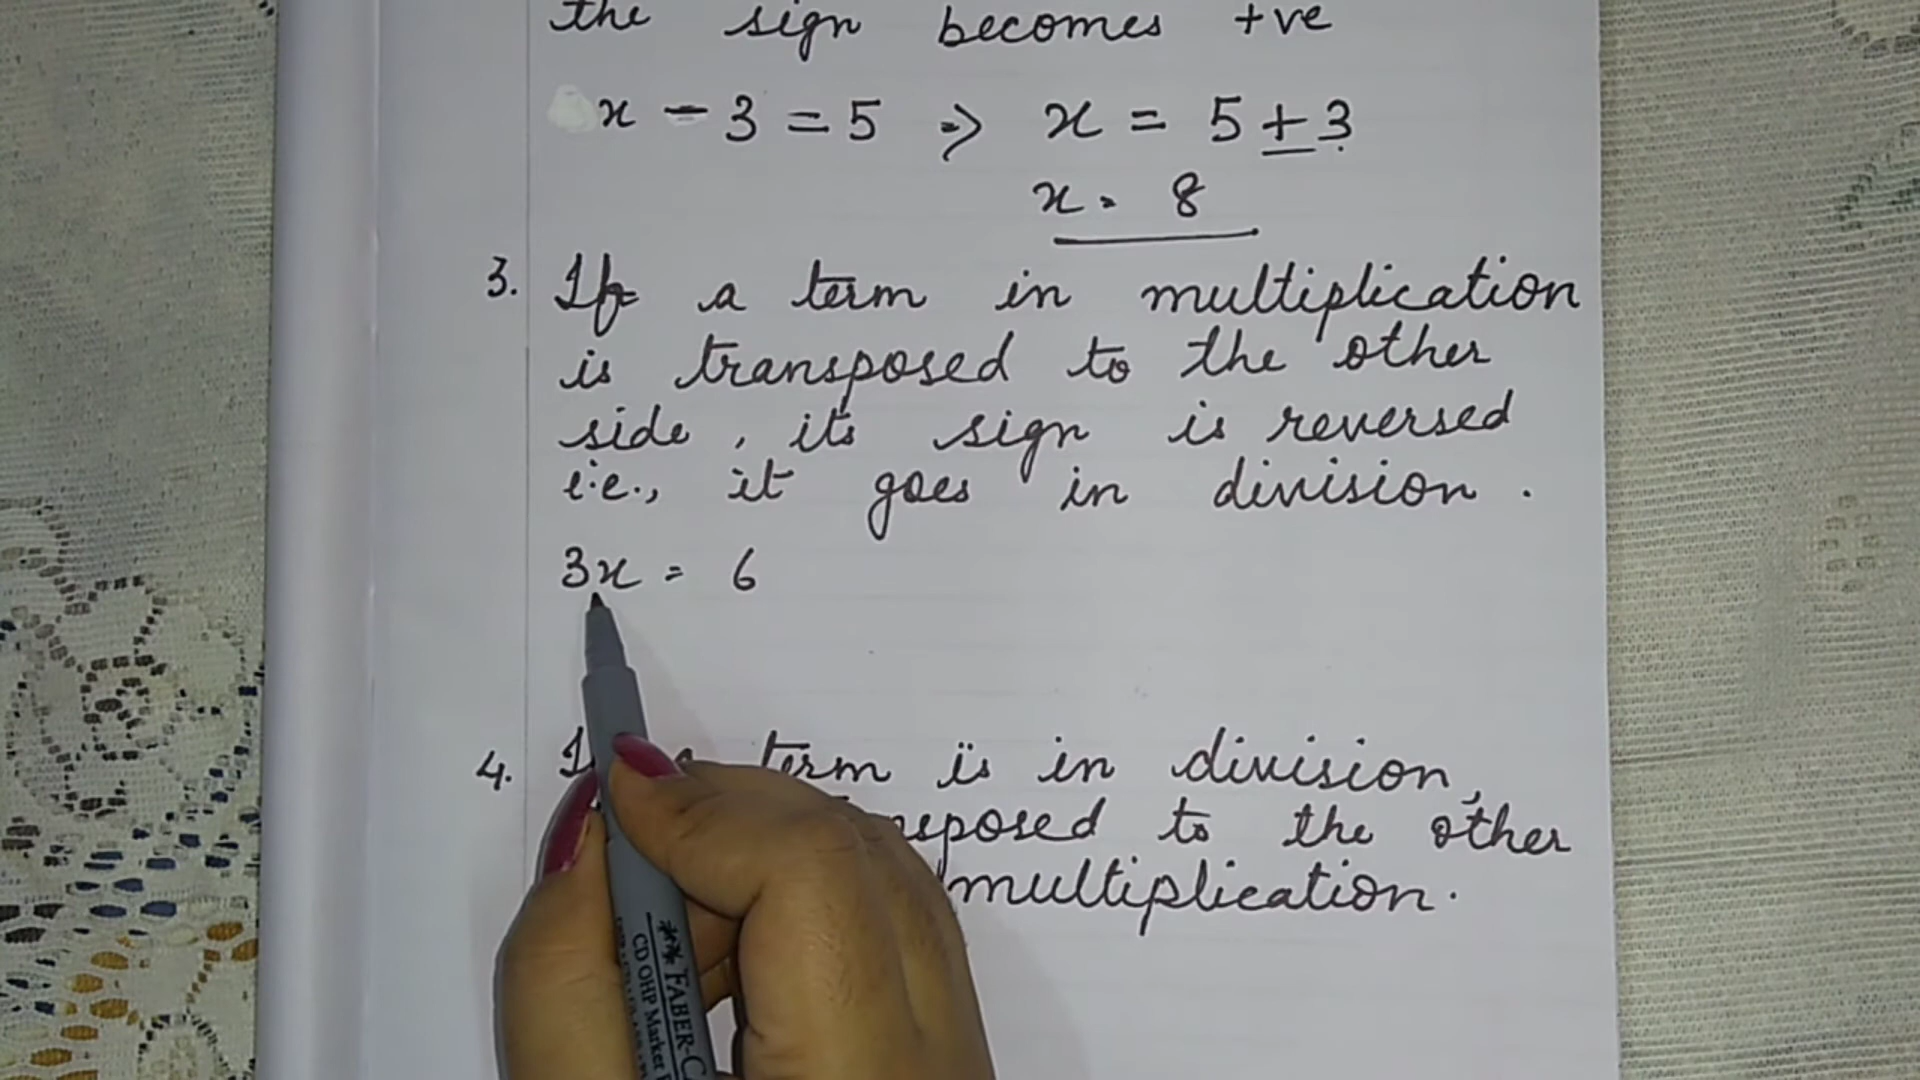 the sign becomes +ve
x - 3 = 5 => x = 5 + 3
x = 8
3. If a term in multiplication
is transposed to the other
side, its sign is reversed
i.e., it goes in division.
3x = 6
4. term is in division,
to the other
multiplication.
FABER-C
CD OHP Marker